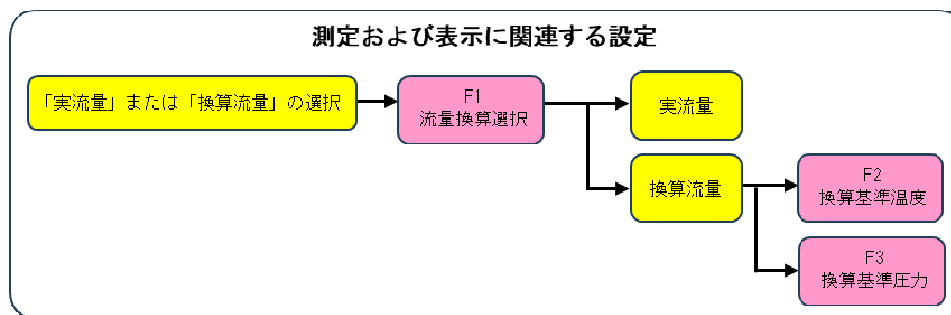 測定および表示に関連する設定
「実流量」または「換算流量」の選択
F1
流量換算選択
実流量
換算流量
F2
換算基準温度
F3
換算基準圧力